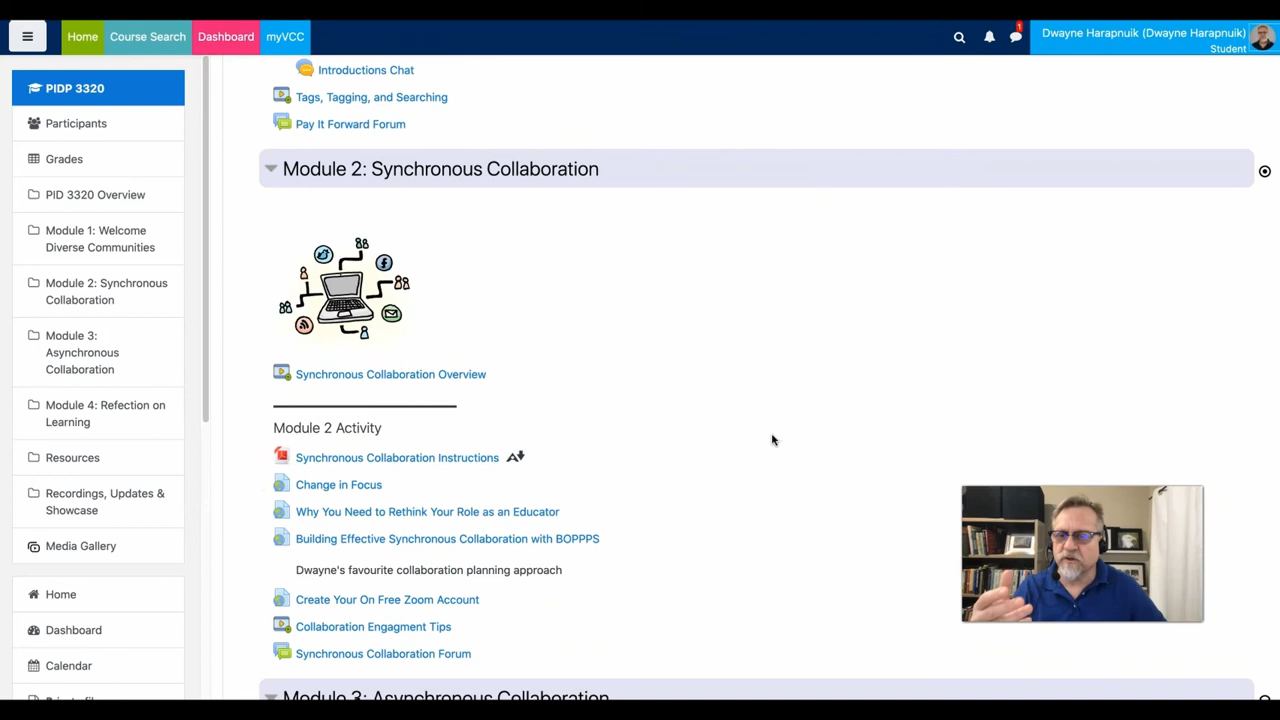 Home
Course Search
Dashboard
myVCC
1
Dwayne Harapnuik (Dwayne Harapnuik)
Student
PIDP 3320
Participants
Grades
PID 3320 Overview
Module 1: Welcome
Diverse Communities
Module 2: Synchronous
Collaboration
Module 3:
Asynchronous
Collaboration
Module 4: Refection on
Learning
Resources
Recordings, Updates &
Showcase
Media Gallery
Home
Dashboard
Calendar
Introductions Chat
Tags, Tagging, and Searching
Pay It Forward Forum
Module 2: Synchronous Collaboration
Synchronous Collaboration Overview
Module 2 Activity
Synchronous Collaboration Instructions
Change in Focus
Why You Need to Rethink Your Role as an Educator
Building Effective Synchronous Collaboration with BOPPPS
Dwayne's favourite collaboration planning approach
Create Your On Free Zoom Account
Collaboration Engagment Tips
Synchronous Collaboration Forum
Module 3: Asynchronous Collaboration